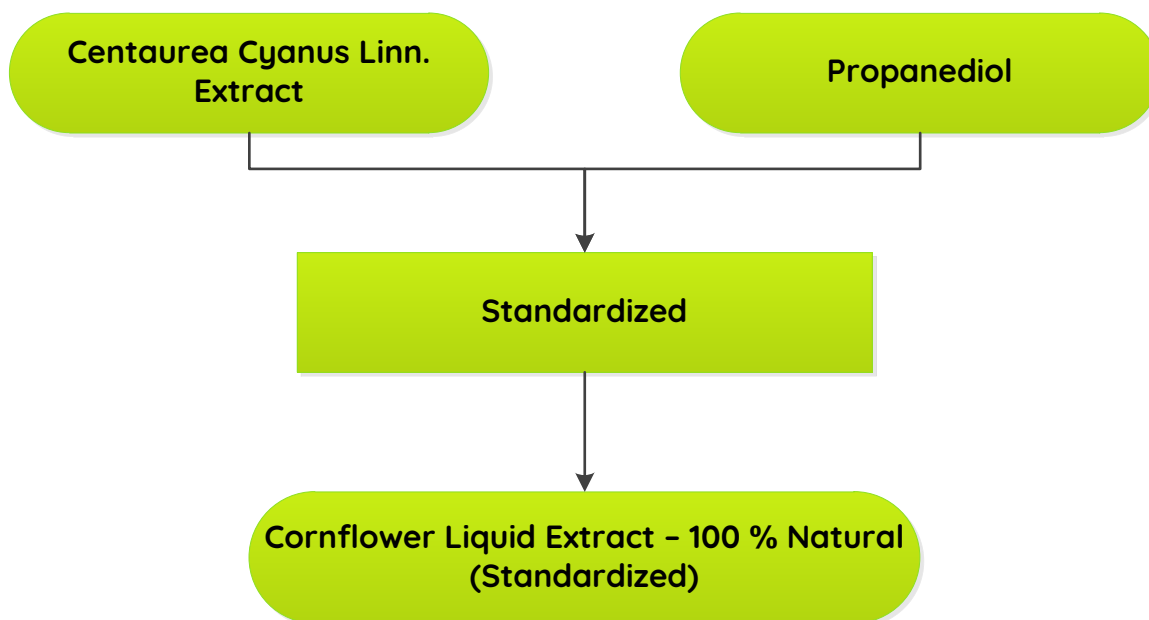 Centaurea Cyanus Linn.
Extract
Propanediol
Standardized
Cornflower Liquid Extract – 100 % Natural
(Standardized)